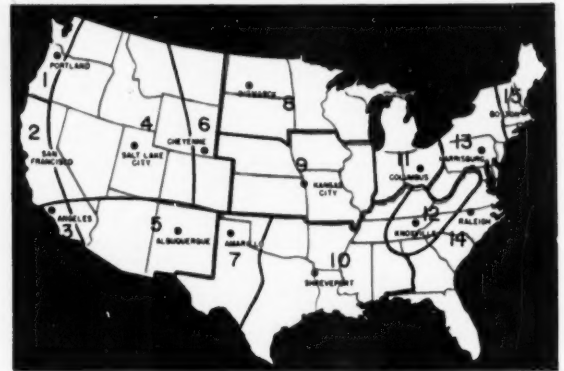 1
PORTLAND
2
SAN FRANCISCO
ANGELES
3
4
SALT LAKE CITY
5
ALBUQUERQUE
6
CHEYENNE
7
AMARILLO
8
BISMARCK
9
KANSAS CITY
10
SHREVEPORT
11
COLUMBUS
12
KNOXVILLE
13
HARRISBURG
14
RALEIGH
15
BOSTON